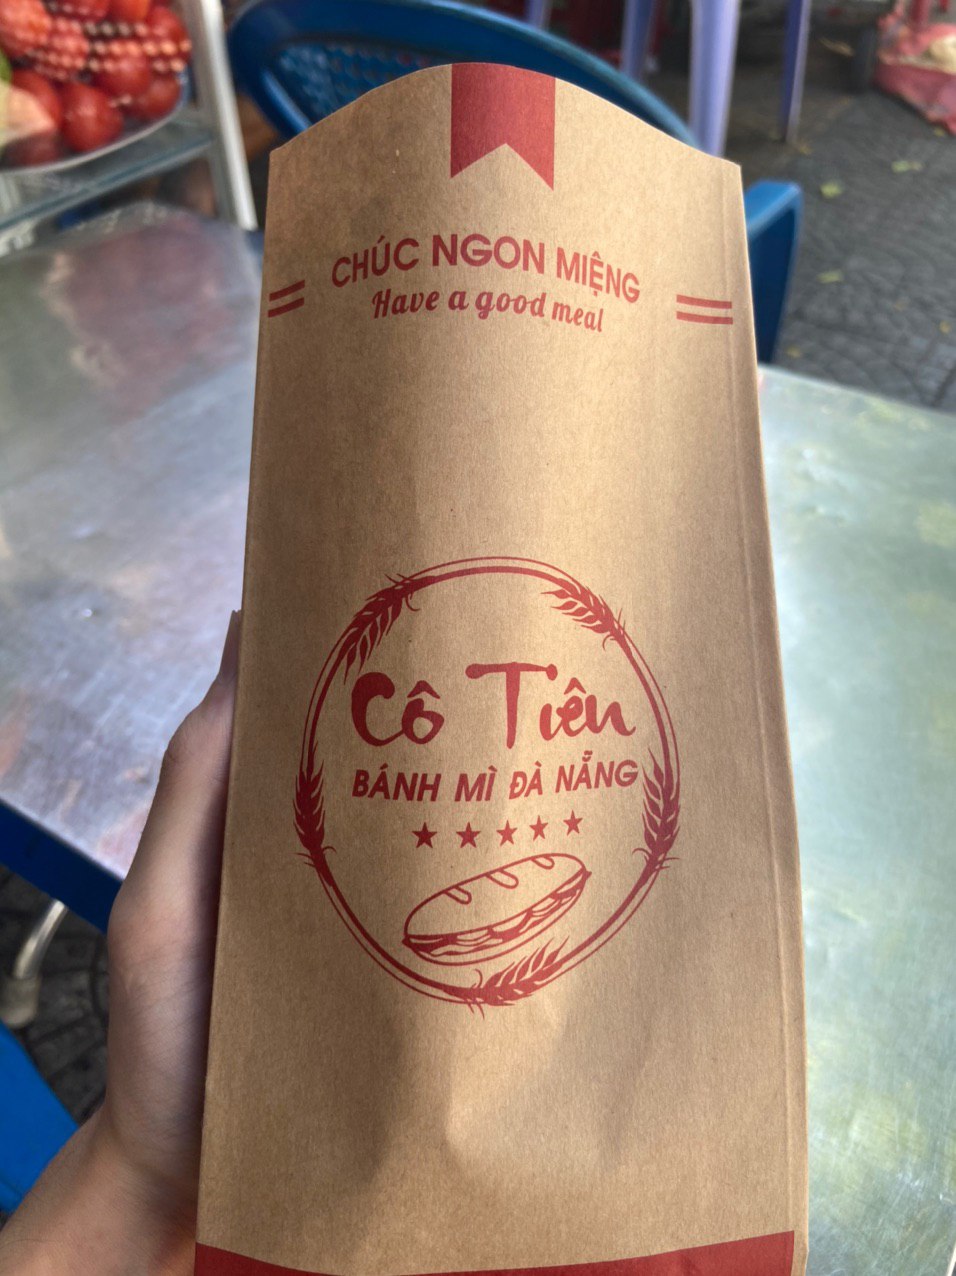 CHÚC NGON MIỆNG
Have a good meal
Cô Tiên
BÁNH MÌ ĐÀ NẴNG